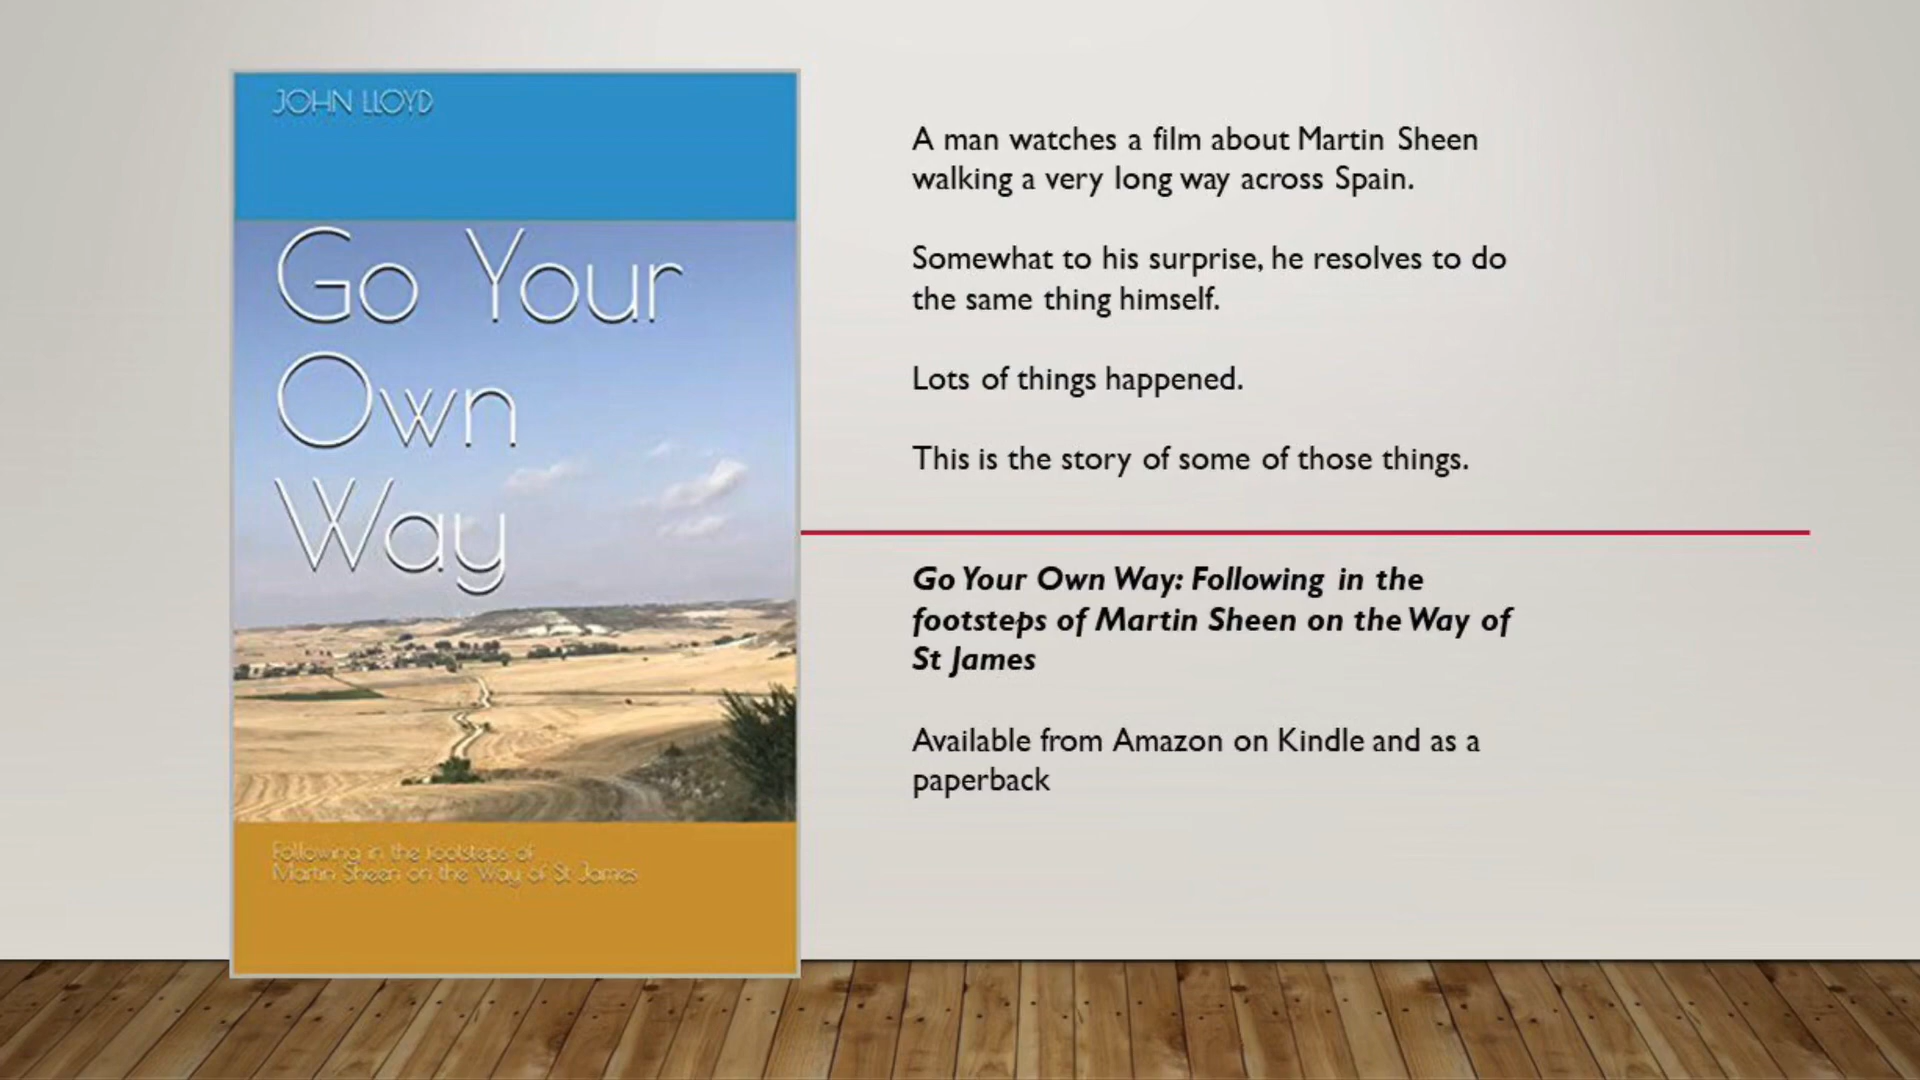 JOHN LLOYD
Go Your
Own
Way
Following in the footsteps of
Martin Sheen on the Way of St James
A man watches a film about Martin Sheen
walking a very long way across Spain.
Somewhat to his surprise, he resolves to do
the same thing himself.
Lots of things happened.
This is the story of some of those things.
Go Your Own Way: Following in the
footsteps of Martin Sheen on the Way of
St James
Available from Amazon on Kindle and as a
paperback